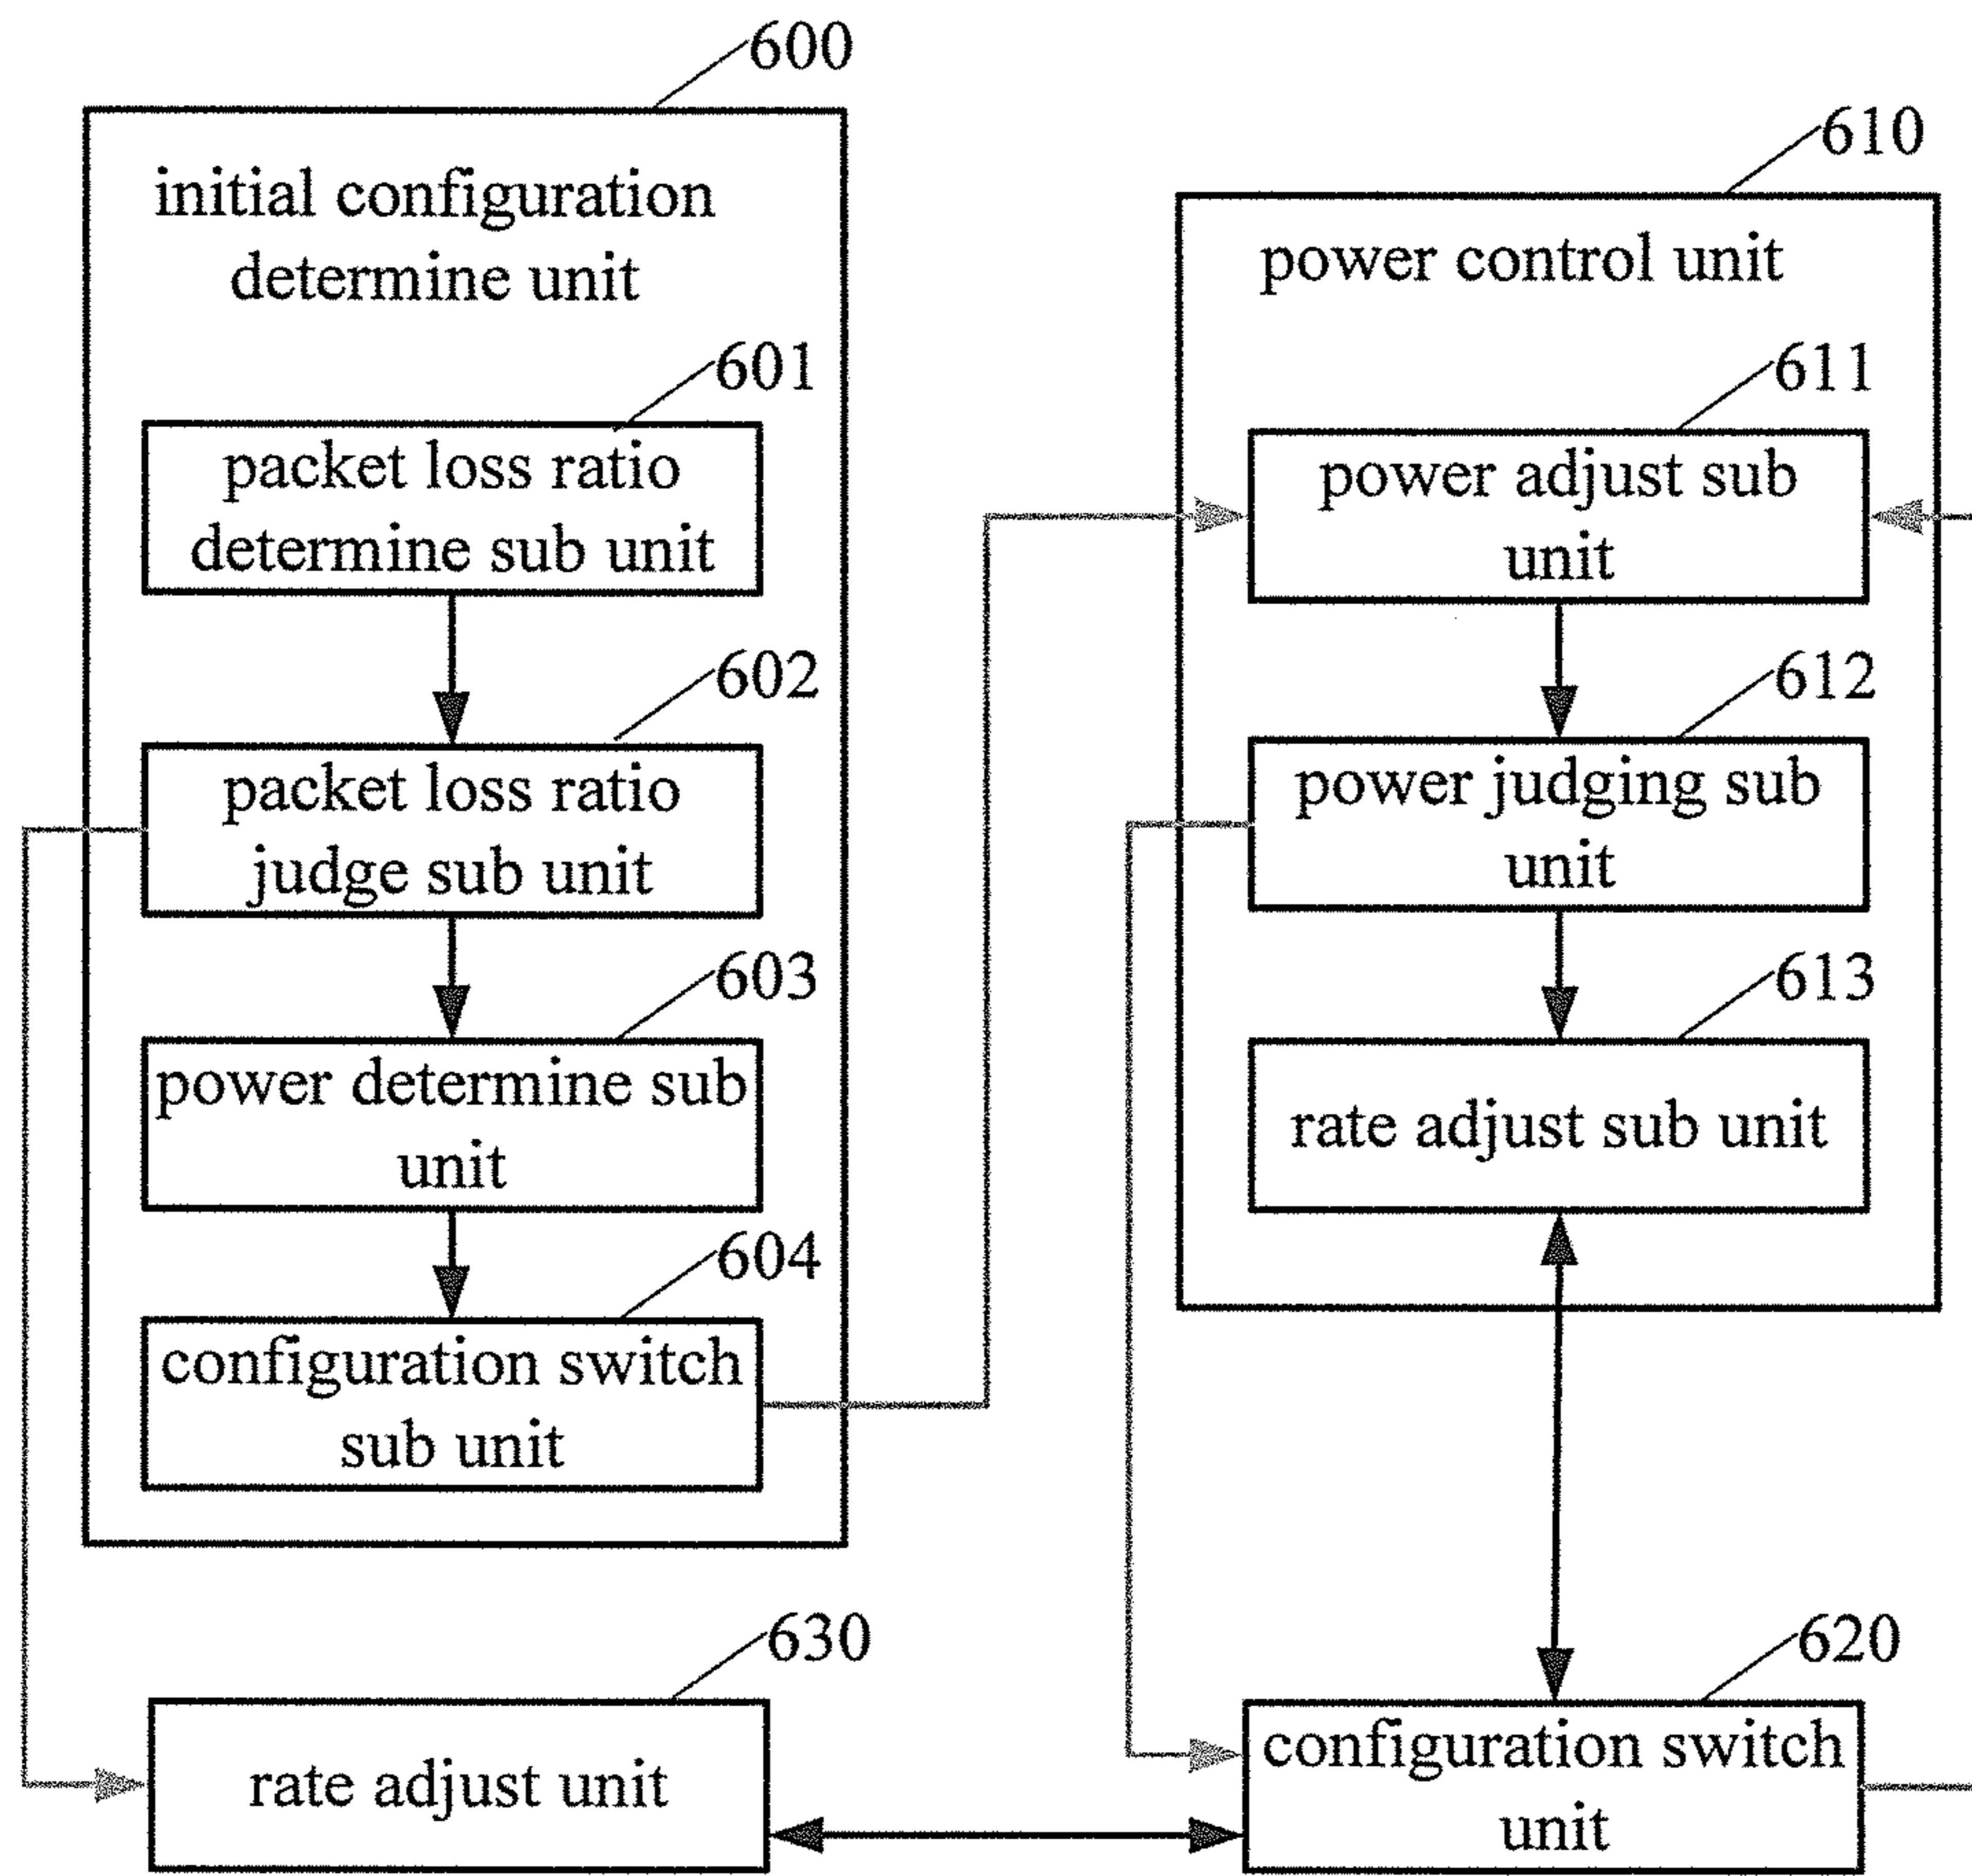 600
initial configuration
determine unit
601
packet loss ratio
determine sub unit
602
packet loss ratio
judge sub unit
603
power determine sub
unit
604
configuration switch
sub unit
610
power control unit
611
power adjust sub
unit
612
power judging sub
unit
613
rate adjust sub unit
630
rate adjust unit
620
configuration switch
unit